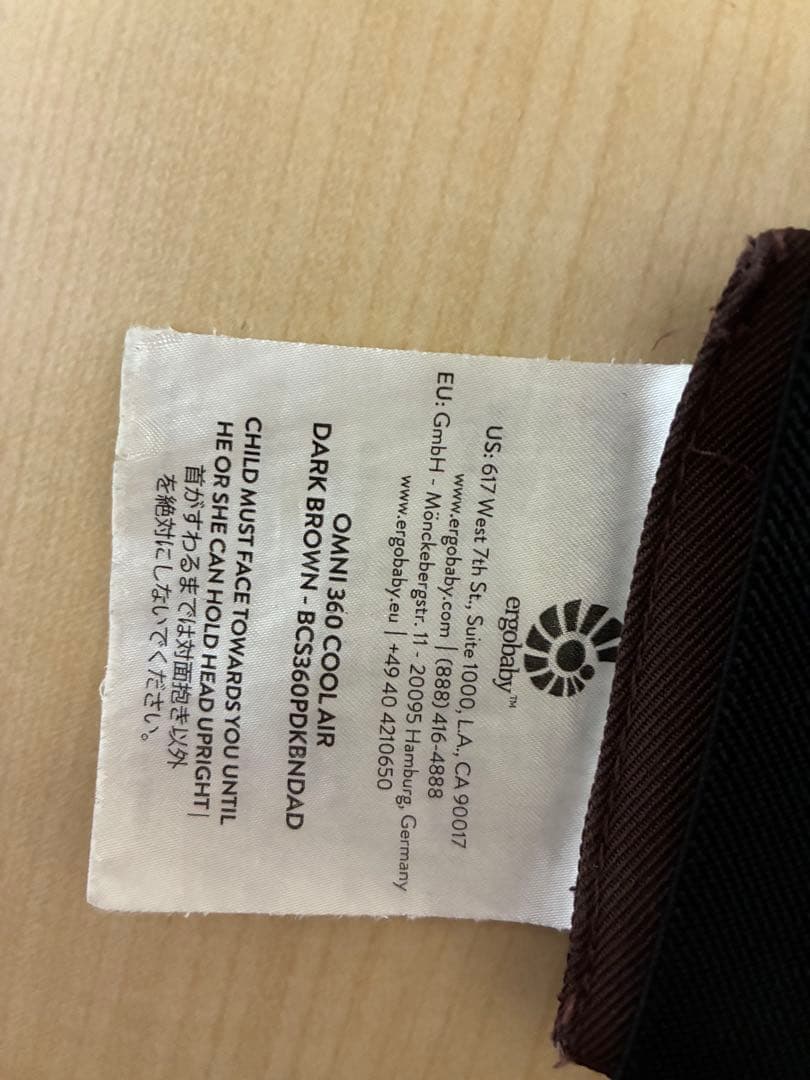 ergobaby™
US: 617 West 7th St., Suite 1000, L.A., CA 90017
www.ergobaby.com | (888) 416-4888
EU: GmbH - Mönckebergstr. 11 - 20095 Hamburg, Germany
www.ergobaby.eu | +49 40 4210650
OMNI 360 COOL AIR
DARK BROWN - BCS360PDKBNDAD
CHILD MUST FACE TOWARDS YOU UNTIL
HE OR SHE CAN HOLD HEAD UPRIGHT |
首がすわるまでは対面抱き以外
を絶対にしないでください。